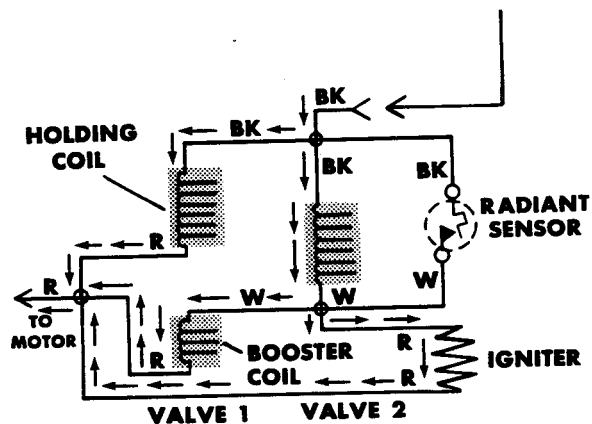 BK
BK
HOLDING
COIL
BK
BK
RADIANT
SENSOR
R
W
R
W
W
TO
MOTOR
R
BOOSTER
COIL
R
IGNITER
R
VALVE 1
VALVE 2